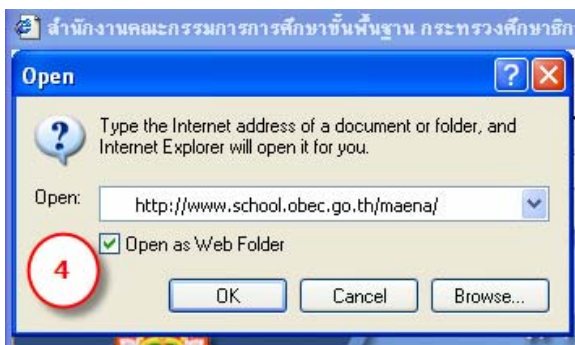 สำนักงานคณะกรรมการการศึกษาขั้นพื้นฐาน กระทรวงศึกษาธิก
Open
Type the Internet address of a document or folder, and
Internet Explorer will open it for you.
Open:
http://www.school.obec.go.th/maena/
Open as Web Folder
4
OK
Cancel
Browse...